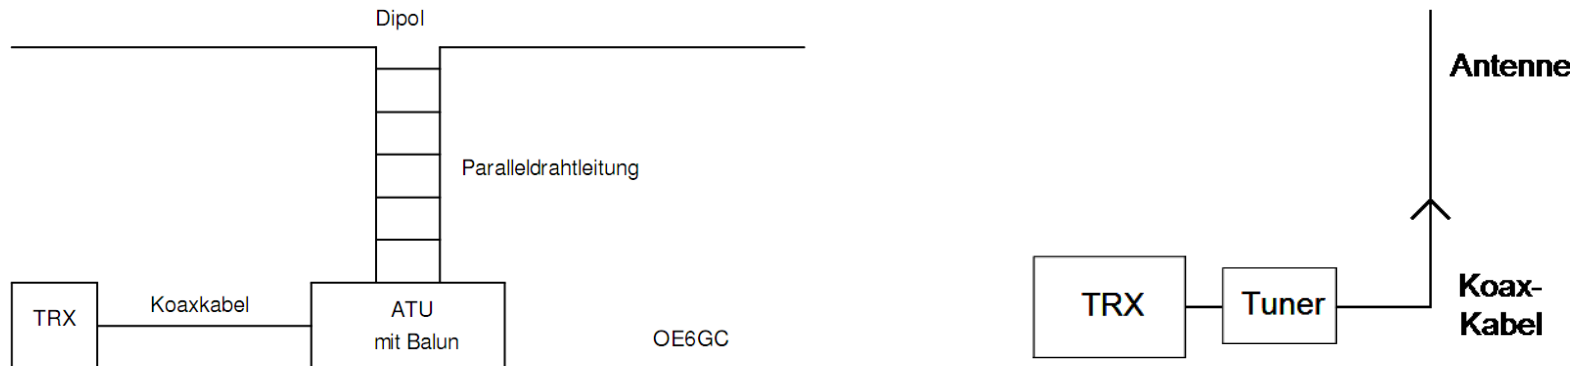 Dipol
Paralleldrahtleitung
Koaxkabel
TRX
ATU
mit Balun
OE6GC
Antenne
TRX
Tuner
Koax-
Kabel